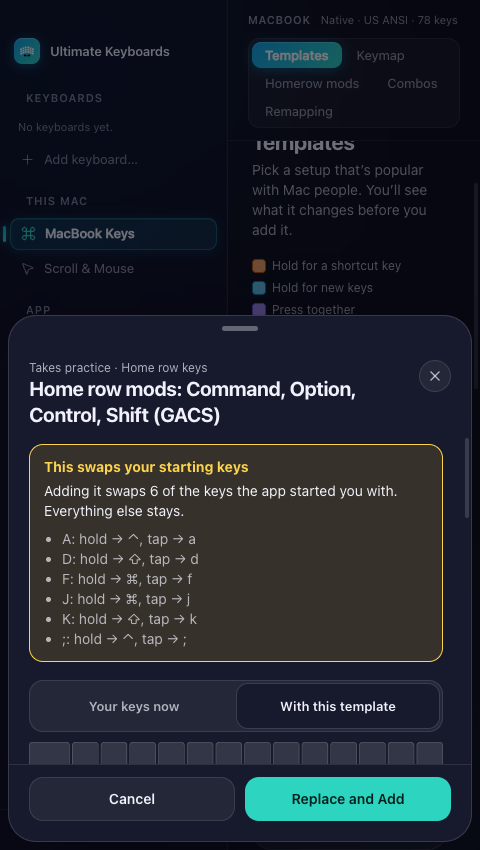 MACBOOK Native · US ANSI · 78 keys
Ultimate Keyboards
Templates Keymap
Homerow mods Combos
Remapping
KEYBOARDS
No keyboards yet.
+ Add keyboard...
THIS MAC
⌘ MacBook Keys
Scroll & Mouse
APP
Templates
Pick a setup that's popular
with Mac people. You'll see
what it changes before you
add it.
Hold for a shortcut key
Hold for new keys
Press together
Takes practice · Home row keys
Home row mods: Command, Option,
Control, Shift (GACS)
This swaps your starting keys
Adding it swaps 6 of the keys the app started you with.
Everything else stays.
• A: hold → ⌃, tap → a
• D: hold → ⇧, tap → d
• F: hold → ⌘, tap → f
• J: hold → ⌘, tap → j
• K: hold → ⇧, tap → k
• ;: hold → ⌃, tap → ;
Your keys now With this template
Cancel Replace and Add